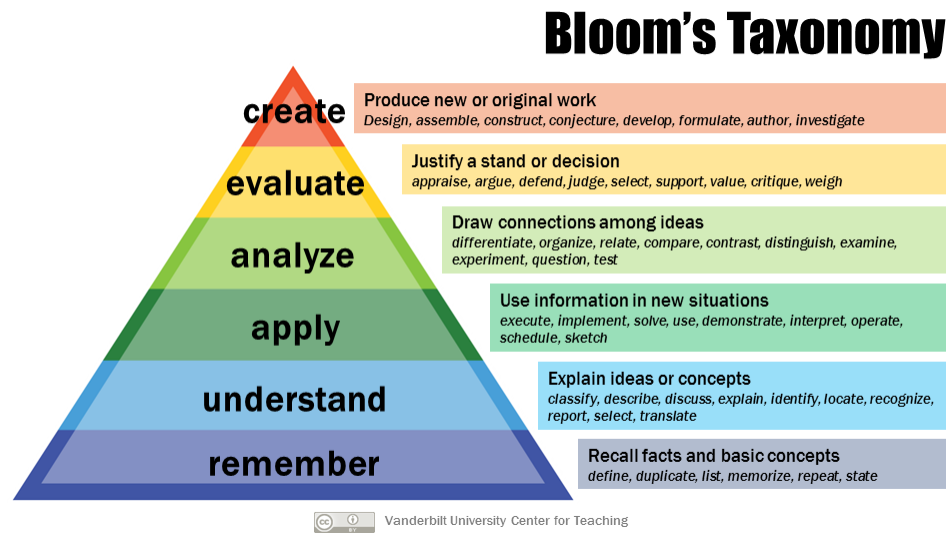 Bloom's Taxonomy
create
Produce new or original work
Design, assemble, construct, conjecture, develop, formulate, author, investigate
evaluate
Justify a stand or decision
appraise, argue, defend, judge, select, support, value, critique, weigh
analyze
Draw connections among ideas
differentiate, organize, relate, compare, contrast, distinguish, examine,
experiment, question, test
apply
Use information in new situations
execute, implement, solve, use, demonstrate, interpret, operate,
schedule, sketch
understand
Explain ideas or concepts
classify, describe, discuss, explain, identify, locate, recognize,
report, select, translate
remember
Recall facts and basic concepts
define, duplicate, list, memorize, repeat, state
cc
BY
Vanderbilt University Center for Teaching